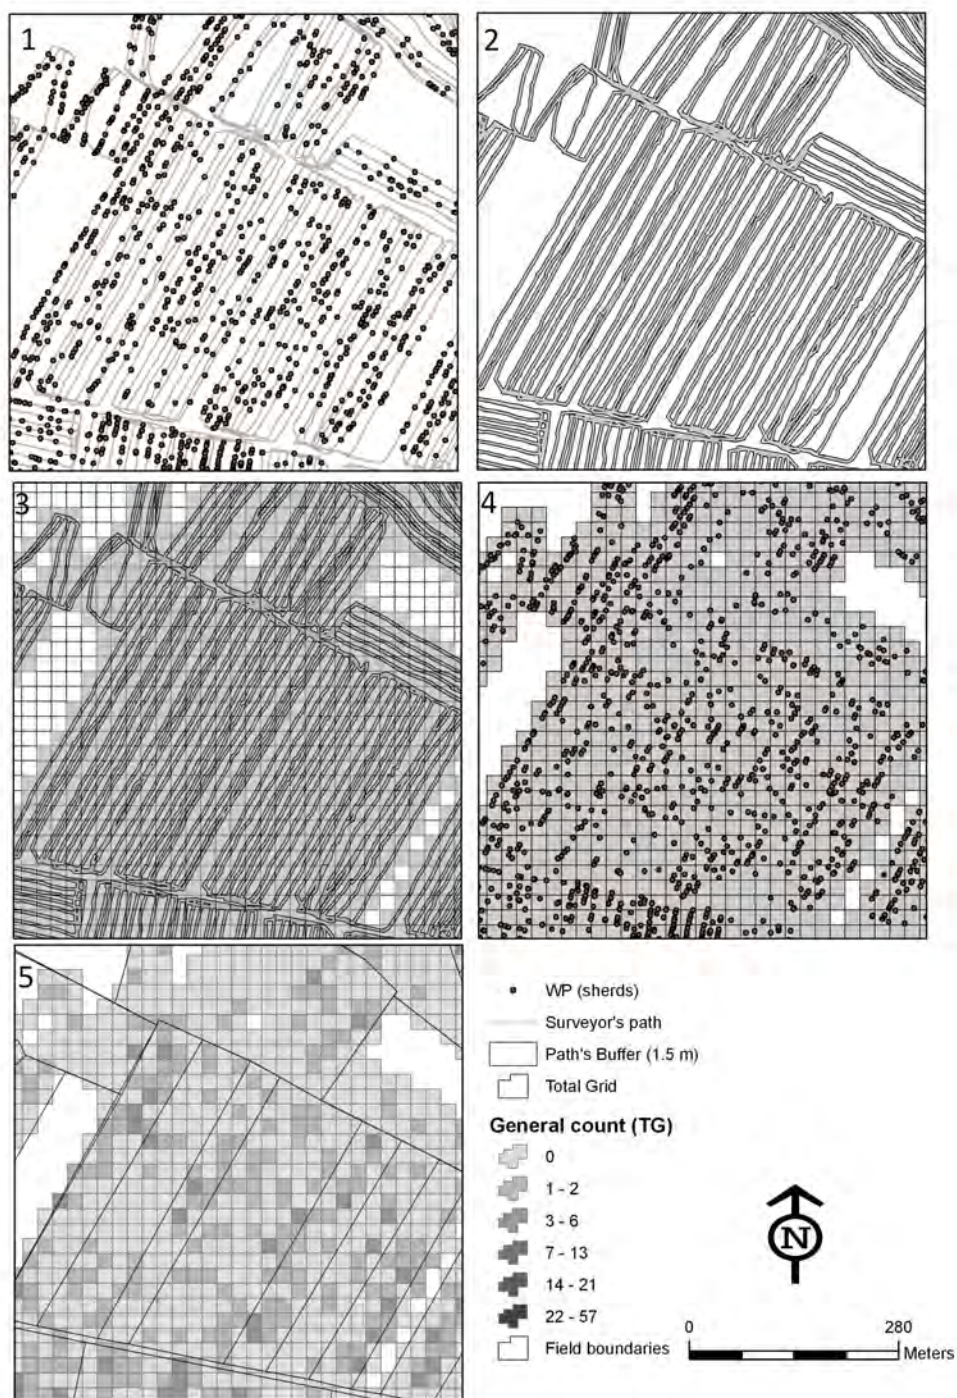 1
2
3
4
5
WP (sherds)
Surveyor's path
Path's Buffer (1.5 m)
Total Grid
General count (TG)
0
1 - 2
3 - 6
7 - 13
14 - 21
22 - 57
Field boundaries
N
0 280
Meters